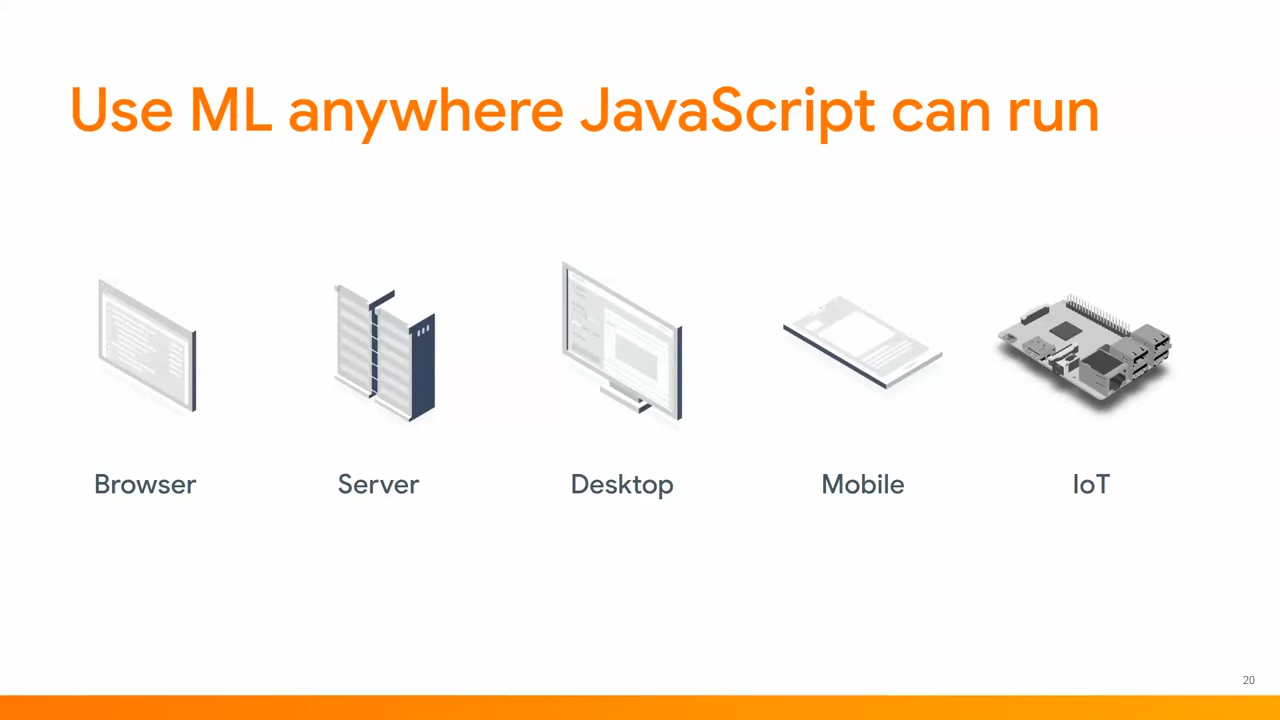 Use ML anywhere JavaScript can run
Browser
Server
Desktop
Mobile
IoT
20